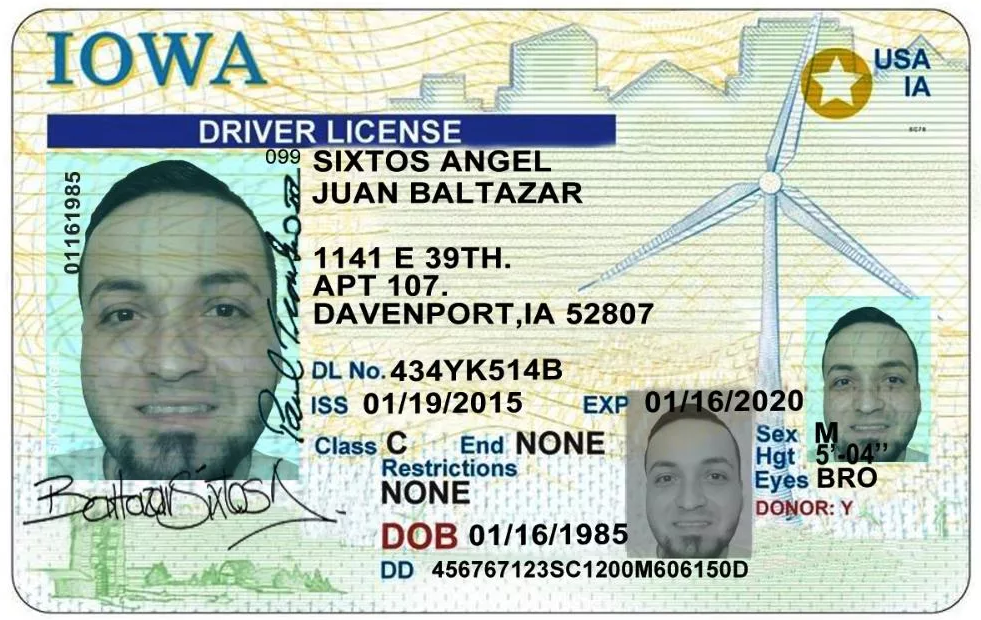 IOWA
USA
IA
DRIVER LICENSE
099
SIXTOS ANGEL
JUAN BALTAZAR
01161985
1141 E 39TH.
APT 107.
DAVENPORT,IA 52807
DL No. 434YK514B
ISS 01/19/2015 EXP 01/16/2020
Class C End NONE
Sex M
Hgt 5'-04''
Restrictions
NONE
Eyes BRO
DONOR: Y
BaltazarSixtosA
DOB 01/16/1985
DD 456767123SC1200M606150D